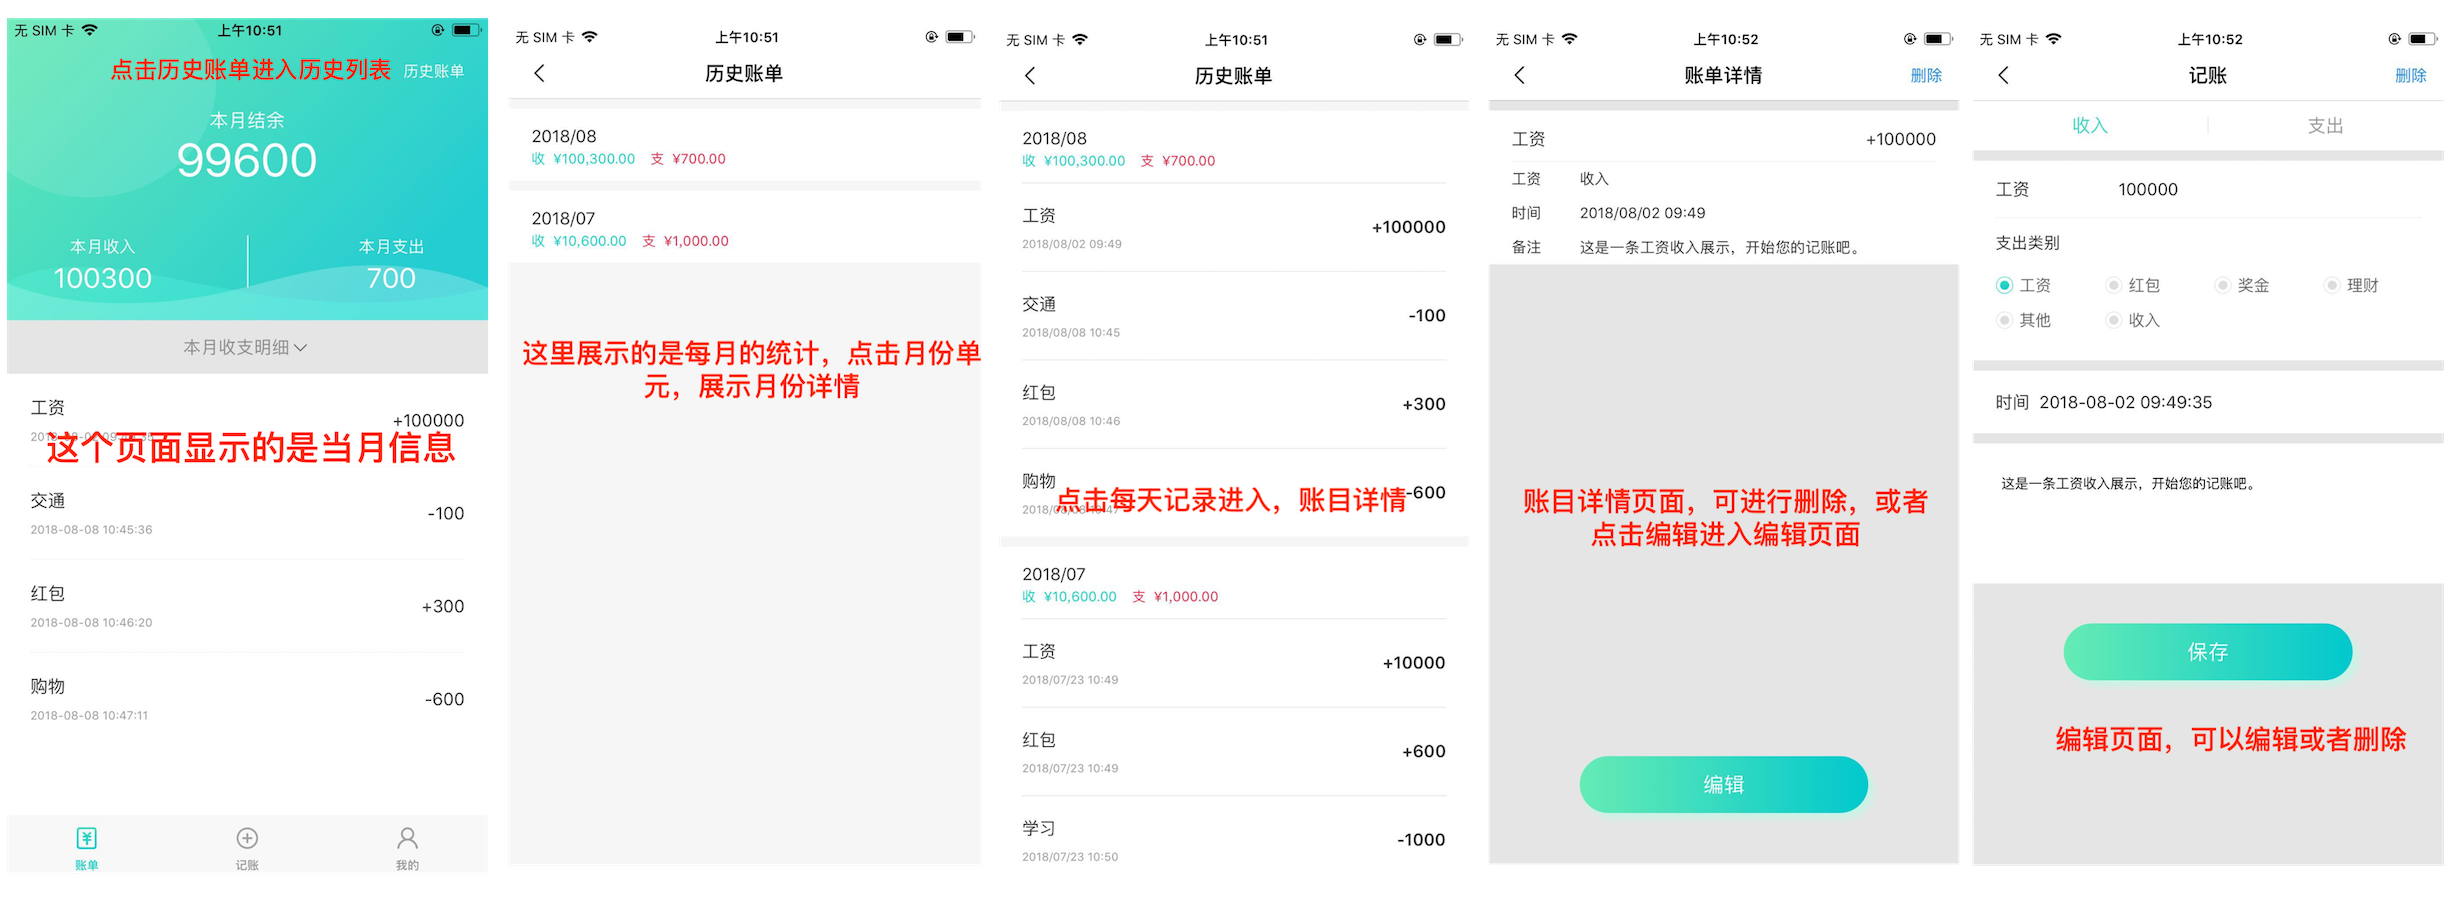 无 SIM 卡
上午10:51
点击历史账单进入历史列表
历史账单
本月结余
99600
本月收入
100300
本月支出
700
本月收支明细
工资
+100000
这个页面显示的是当月信息
交通
-100
2018-08-08 10:45:36
红包
+300
2018-08-08 10:46:20
购物
-600
2018-08-08 10:47:11
账单
记账
我的
无 SIM 卡
上午10:51
历史账单
2018/08
收 ¥100,300.00 支 ¥700.00
2018/07
收 ¥10,600.00 支 ¥1,000.00
这里展示的是每月的统计，点击月份单
元，展示月份详情
无 SIM 卡
上午10:51
历史账单
2018/08
收 ¥100,300.00 支 ¥700.00
工资
+100000
2018/08/02 09:49
交通
-100
2018/08/08 10:45
红包
+300
2018/08/08 10:46
购物
-600
点击每天记录进入，账目详情
2018/08/08 10:47
2018/07
收 ¥10,600.00 支 ¥1,000.00
工资
+10000
2018/07/23 10:49
红包
+600
2018/07/23 10:49
学习
-1000
2018/07/23 10:50
无 SIM 卡
上午10:52
账单详情
删除
工资
+100000
工资 收入
时间 2018/08/02 09:49
备注 这是一条工资收入展示，开始您的记账吧。
账目详情页面，可进行删除，或者
点击编辑进入编辑页面
编辑
无 SIM 卡
上午10:52
记账
删除
收入 支出
工资 100000
支出类别
工资 红包 奖金 理财
其他 收入
时间 2018-08-02 09:49:35
这是一条工资收入展示，开始您的记账吧。
保存
编辑页面，可以编辑或者删除